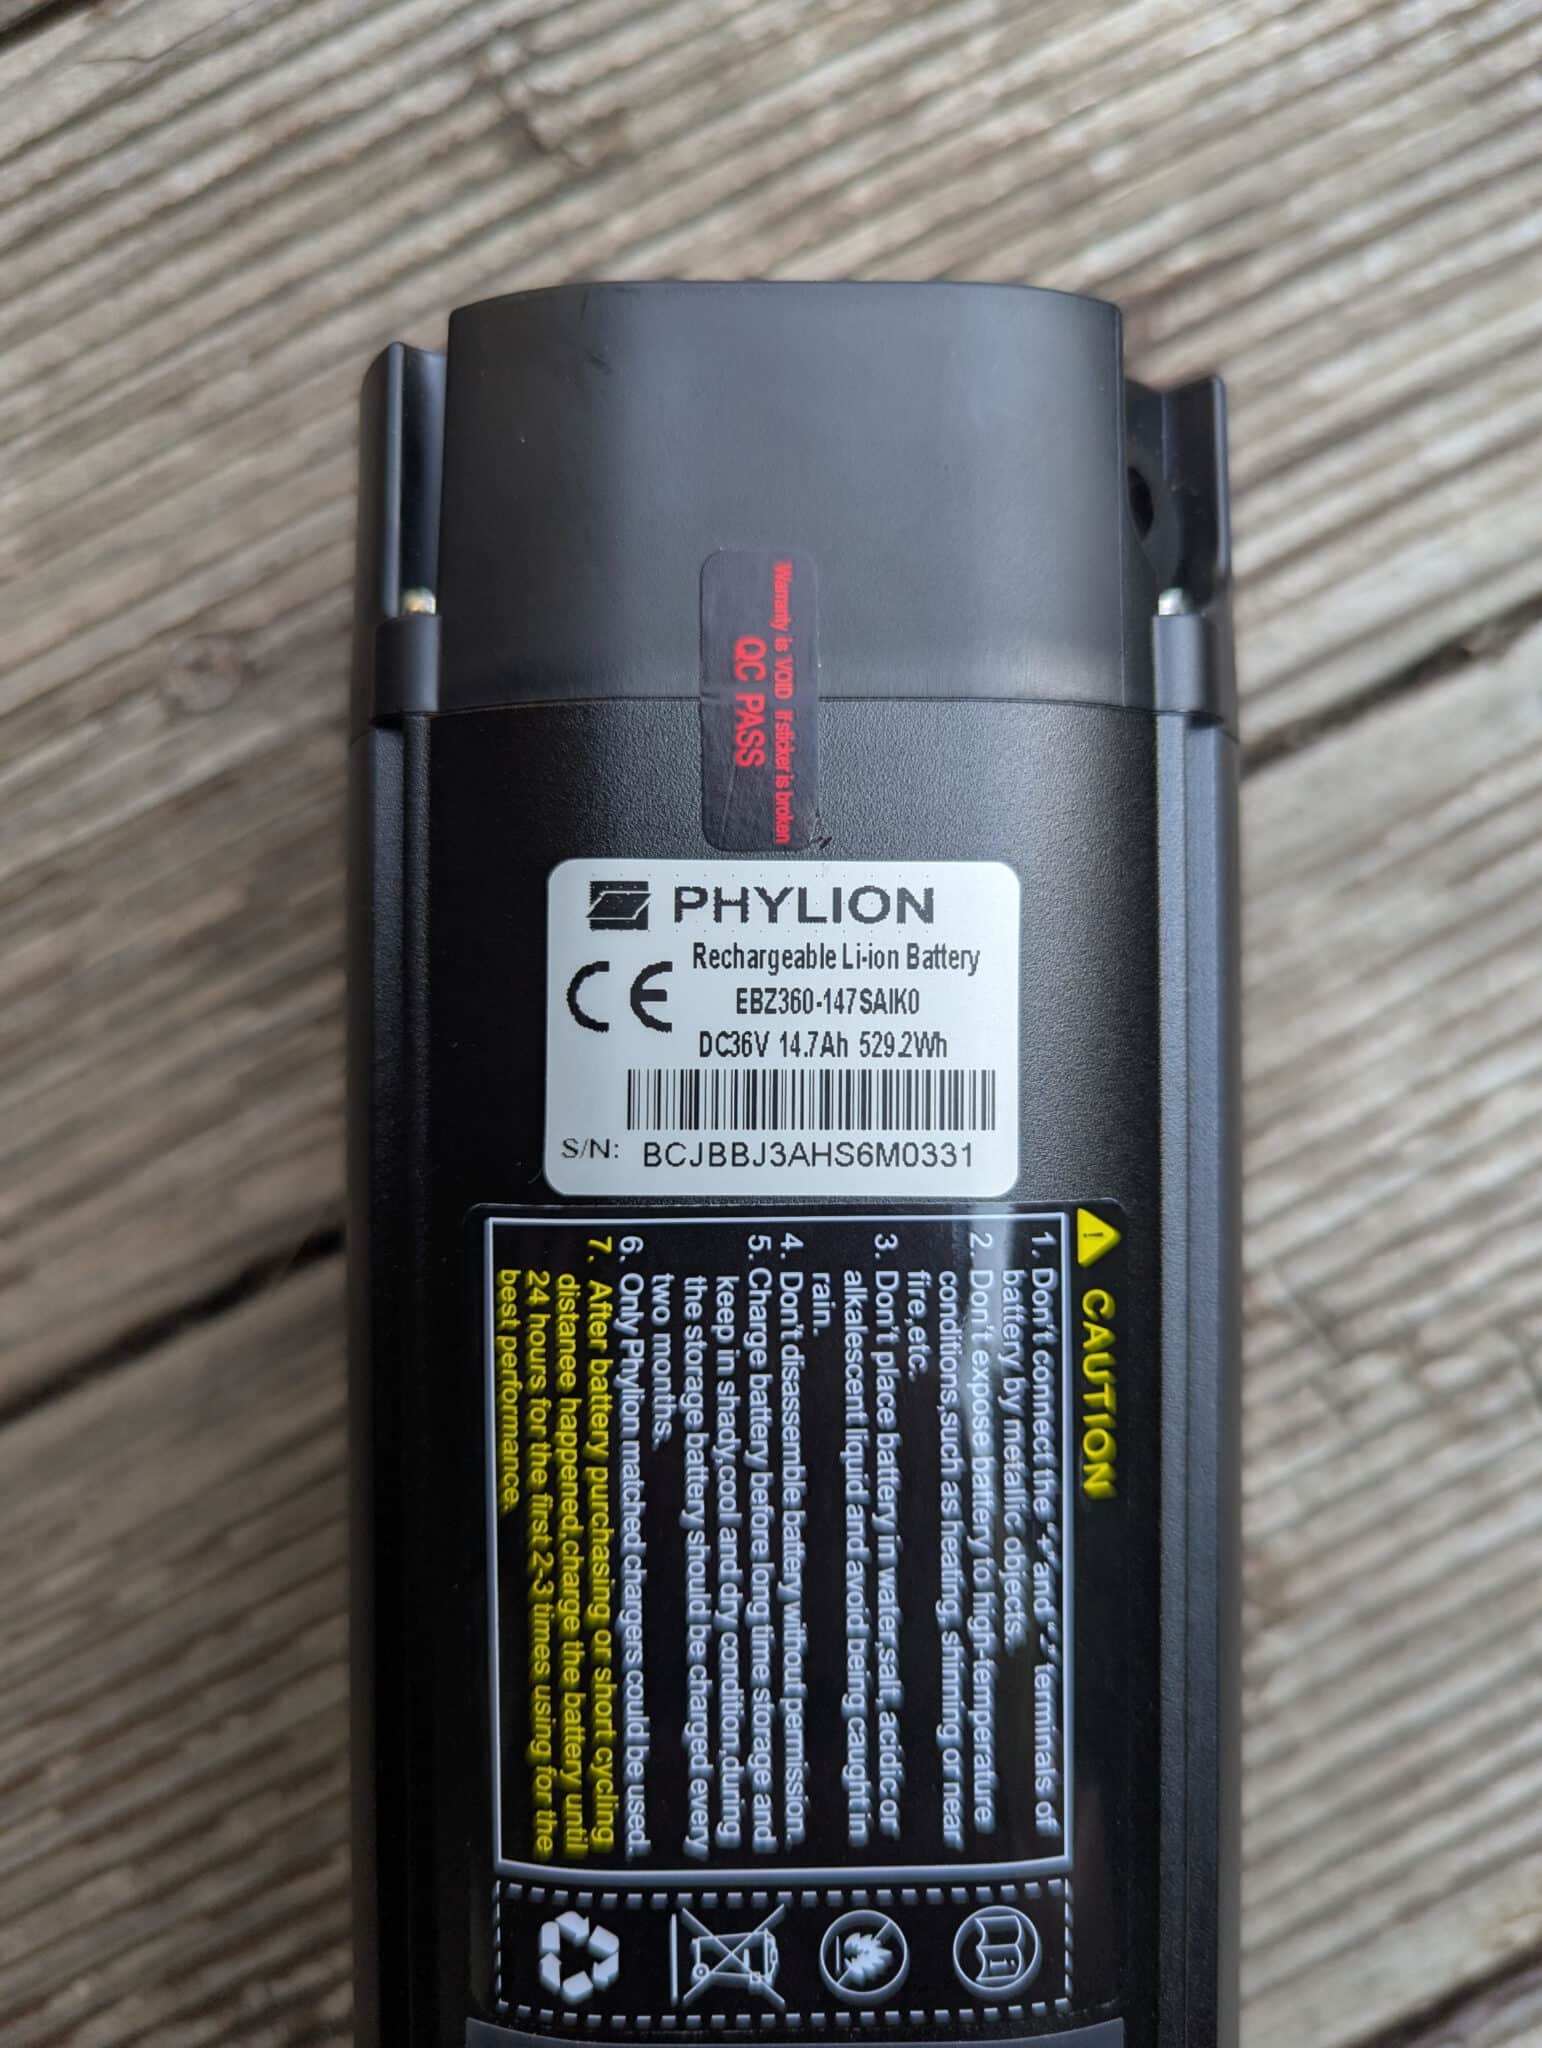 Warranty is VOID if sticker is broken
QC PASS
PHYLION
Rechargeable Li-ion Battery
CE
EBZ360-147SAIK0
DC36V 14.7Ah 529.2Wh
S/N: BCJBBJ3AHS6M0331
CAUTION
1. Don't connect the "+" and "-" terminals of
battery by metallic objects.
2. Don't expose battery to high-temperature
conditions,such as heating, shinning or near
fire,etc.
3. Don't place battery in water,salt, acidic or
alkalescent liquid and avoid being caught in
rain.
4. Don't disassemble battery without permission.
5. Charge battery before long time storage and
keep in shady,cool and dry condition,during
the storage battery should be charged every
two months.
6. Only Phylion matched chargers could be used.
7. After battery purchasing or short cycling
distanee happened,charge the battery until
24 hours for the first 2-3 times using for the
best performance.